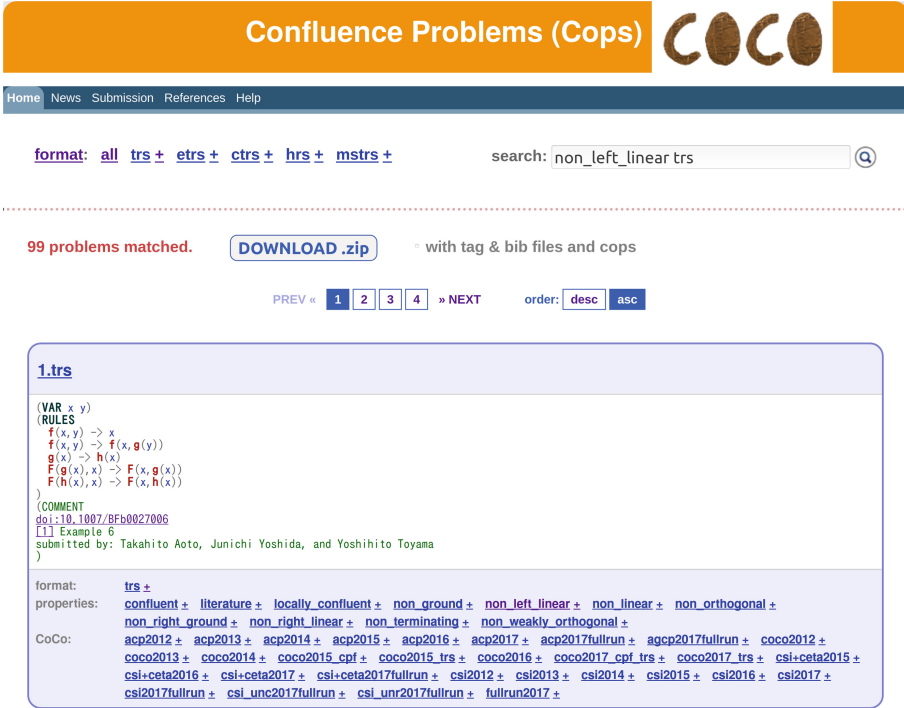 Confluence Problems (Cops) COCO
Home News Submission References Help
format: all trs + etrs + ctrs + hrs + mstrs + search: non_left_linear trs
99 problems matched. DOWNLOAD .zip with tag & bib files and cops
PREV « 1 2 3 4 » NEXT order: desc asc
1.trs
(VAR x y)
(RULES
f(x,y) -> x
f(x,y) -> f(x,g(y))
g(x) -> h(x)
F(g(x),x) -> F(x,g(x))
F(h(x),x) -> F(x,h(x))
)
(COMMENT
doi:10.1007/BFb0027006
[1] Example 6
submitted by: Takahito Aoto, Junichi Yoshida, and Yoshihito Toyama
)
format: trs +
properties: confluent + literature + locally_confluent + non_ground + non_left_linear + non_linear + non_orthogonal +
non_right_ground + non_right_linear + non_terminating + non_weakly_orthogonal +
CoCo: acp2012 + acp2013 + acp2014 + acp2015 + acp2016 + acp2017 + acp2017fullrun + agcp2017fullrun + coco2012 +
coco2013 + coco2014 + coco2015_cpf + coco2015_trs + coco2016 + coco2017_cpf_trs + coco2017_trs + csi+ceta2015 +
csi+ceta2016 + csi+ceta2017 + csi+ceta2017fullrun + csi2012 + csi2013 + csi2014 + csi2015 + csi2016 + csi2017 +
csi2017fullrun + csi_unc2017fullrun + csi_unr2017fullrun + fullrun2017 +